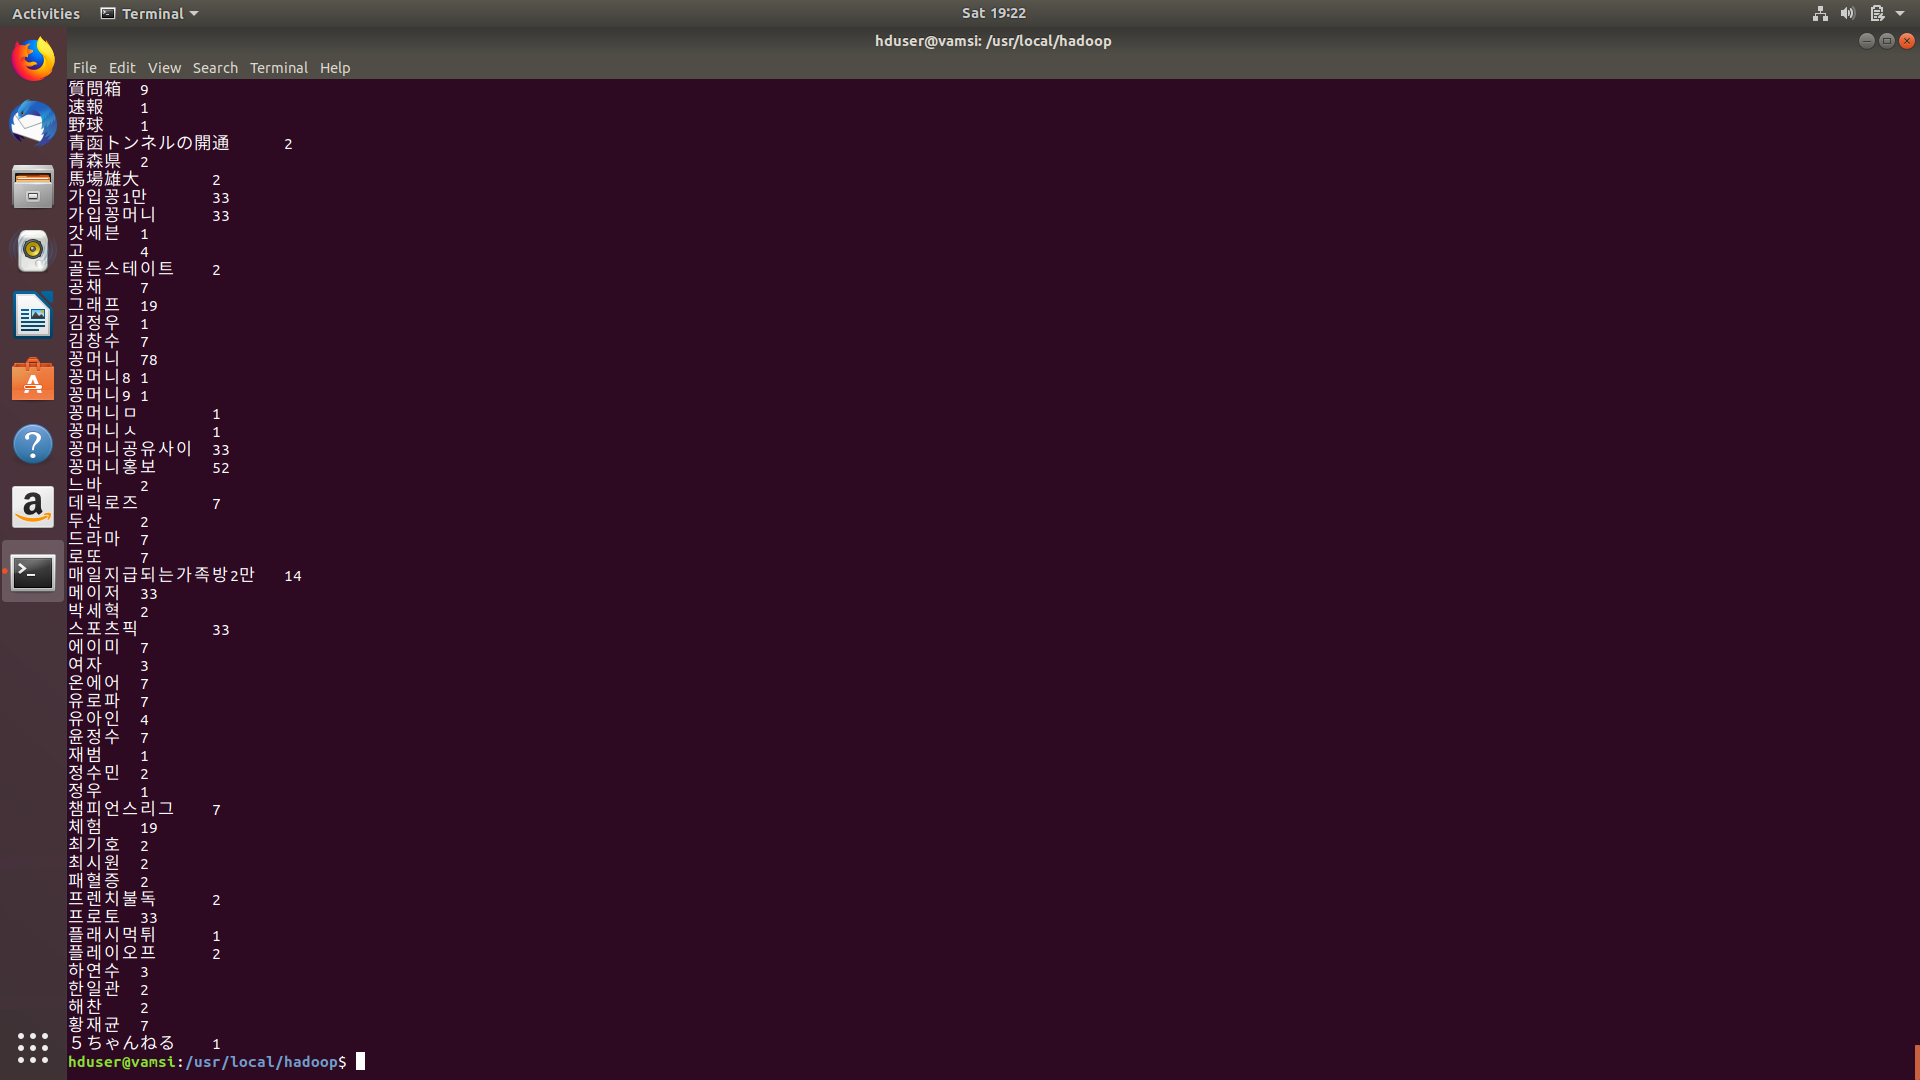 Activities Terminal Sat 19:22
hduser@vamsi: /usr/local/hadoop
File Edit View Search Terminal Help
質問箱 9
速報 1
野球 1
青函トンネルの開通 2
青森県 2
馬場雄大 2
가입꽁1만 33
가입꽁머니 33
갓세븐 1
고 4
골든스테이트 2
공채 7
그래프 19
김정우 1
김창수 7
꽁머니 78
꽁머니8 1
꽁머니9 1
꽁머니ㅁ 1
꽁머니ㅅ 1
꽁머니공유사이 33
꽁머니홍보 52
느바 2
데릭로즈 7
두산 2
드라마 7
로또 7
매일지급되는가족방2만 14
메이저 33
박세혁 2
스포츠픽 33
에이미 7
여자 3
온에어 7
유로파 7
유아인 4
윤정수 7
재범 1
정수민 2
정우 1
챔피언스리그 7
체험 19
최기호 2
최시원 2
패혈증 2
프렌치불독 2
프로토 33
플래시먹튀 1
플레이오프 2
하연수 3
한일관 2
해찬 2
황재균 7
５ちゃんねる 1
hduser@vamsi:/usr/local/hadoop$